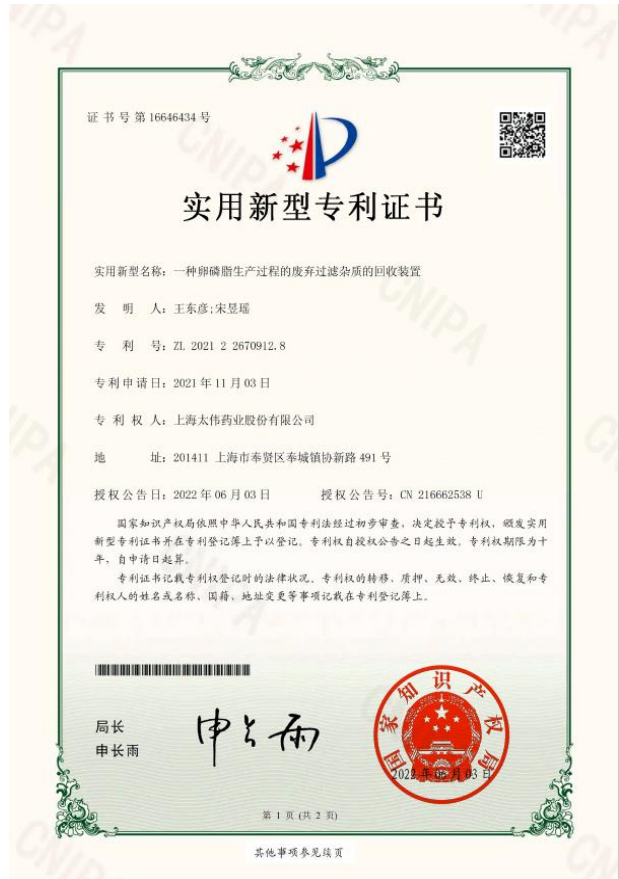 证书号第16646434号
实用新型专利证书
实用新型名称：一种卵磷脂生产过程的废弃过滤杂质的回收装置
发明人：王东彦;宋昱瑶
专利号：ZL 2021 2 2670912.8
专利申请日：2021年11月03日
专利权人：上海太伟药业股份有限公司
地址：201411 上海市奉贤区奉城镇协新路491号
授权公告日：2022年06月03日 授权公告号：CN 216662538 U
国家知识产权局依照中华人民共和国专利法经过初步审查，决定授予专利权，颁发实用
新型专利证书并在专利登记簿上予以登记。专利权自授权公告之日起生效。专利权期限为十
年，自申请日起算。
专利证书记载专利权登记时的法律状况。专利权的转移、质押、无效、终止、恢复和专
利权人的姓名或名称、国籍、地址变更等事项记载在专利登记簿上。
局长
申长雨
申长雨
国家知识产权局
2022年06月03日
第 1 页 (共 2 页)
其他事项参见续页
CNIPA
CNIPA
CNIPA
CNIPA
CNIPA